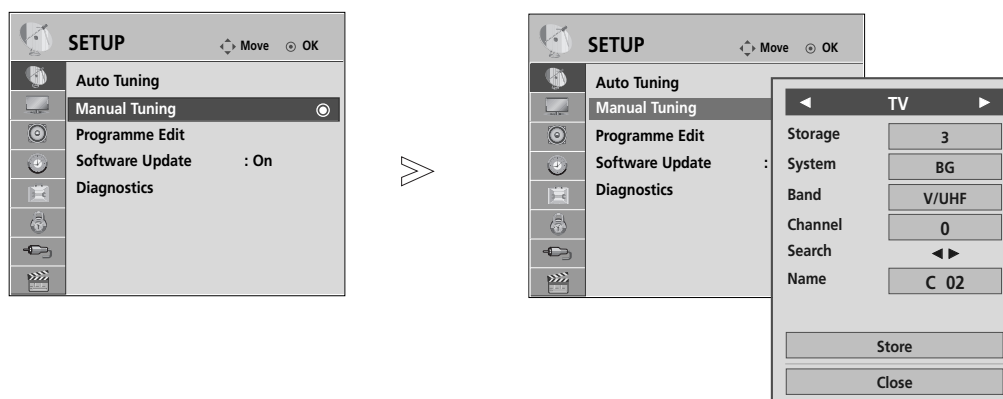 SETUP Move OK
Auto Tuning
Manual Tuning
Programme Edit
Software Update : On
Diagnostics
SETUP Move OK
Auto Tuning
Manual Tuning
Programme Edit
Software Update :
Diagnostics
◄ TV ►
Storage 3
System BG
Band V/UHF
Channel 0
Search ◄ ►
Name C 02
Store
Close